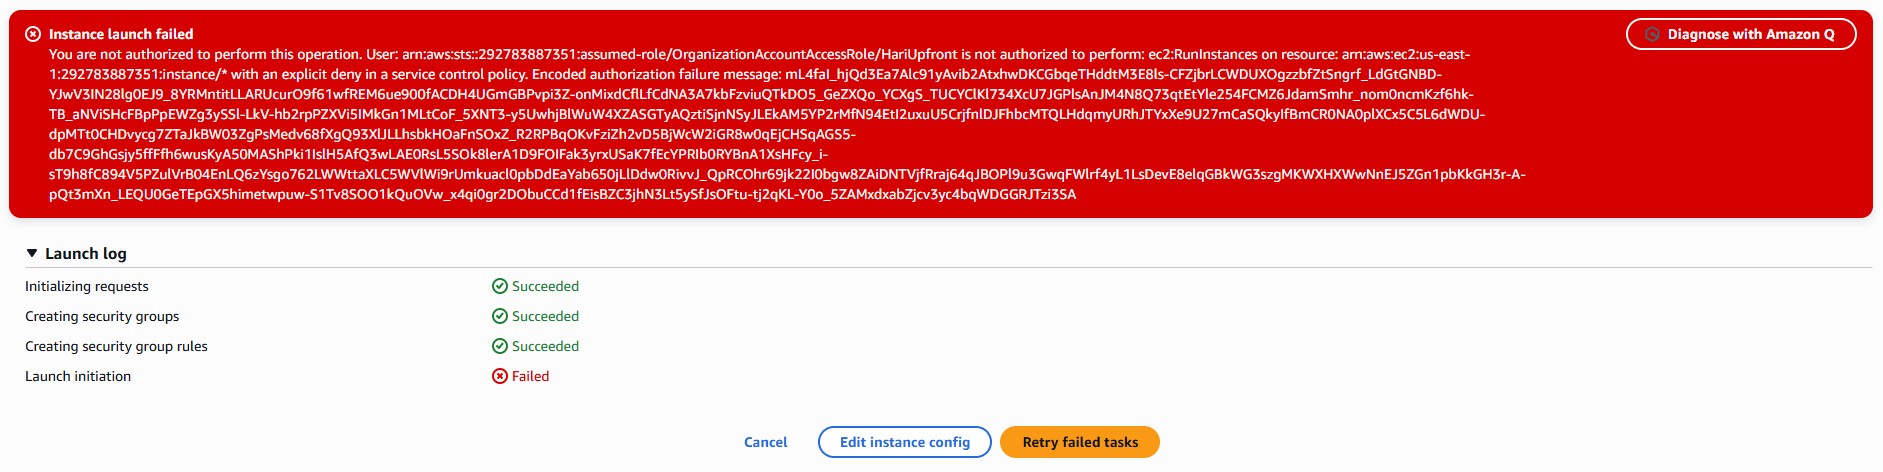 Instance launch failed
Diagnose with Amazon Q
You are not authorized to perform this operation. User: arn:aws:sts::292783887351:assumed-role/OrganizationAccountAccessRole/HariUpfront is not authorized to perform: ec2:RunInstances on resource: arn:aws:ec2:us-east-
1:292783887351:instance/* with an explicit deny in a service control policy. Encoded authorization failure message: mL4faI_hjQd3Ea7Alc91yAvib2AtxhwDKCGbqeTHddtM3E8ls-CFZjbrLCWDUXOgzzbfZtSngrf_LdGtGNBD-
YJwV3IN28lg0EJ9_8YRMntitLLARUcurO9f61wfREM6ue900fACDH4UGmGBPvpi3Z-onMixdCflLfCdNA3A7kbFzviuQTkDO5_GeZXQo_YCXgS_TUCYClKl734XcU7JGPlsAnJM4N8Q73qtEtYle254FCMZ6JdamSmhr_nom0ncmKzf6hk-
TB_aNViSHcFBpPpEWZg3ySSl-LkV-hb2rpPZXVi5IMkGn1MLtCoF_5XNT3-y5UwhjBlWuW4XZASGTyAQztiSjnNSyJLEkAM5YP2rMfN94EtI2uxuU5CrjfnlDJFhbcMTQLHdqmyURhJTYxXe9U27mCaSQkyIfBmCR0NA0plXCx5C5L6dWDU-
dpMTt0CHDvycg7ZTaJkBW03ZgPsMedv68fXgQ93XlJLLhsbkHOaFnSOxZ_R2RPBqOKvFziZh2vD5BjWcW2iGR8w0qEjCHSqAGS5-
db7C9GhGsjy5ffFfh6wusKyA50MAShPki1IslH5AfQ3wLAE0RsL5SOk8lerA1D9FOIFak3yrxUSaK7fEcYPRIb0RYBnA1XsHFcy_i-
sT9h8fC894V5PZulVrB04EnLQ6zYsgo762LWWttaXLC5WVlWi9rUmkuacl0pbDdEaYab650jLlDdw0RivvJ_QpRCOhr69jk22I0bgw8ZAiDNTVjfRraj64qJBOPl9u3GwqFWlrf4yL1LsDevE8elqGBkWG3szgMKWXHXWwNnEJ5ZGn1pbKkGH3r-A-
pQt3mXn_LEQU0GeTEpGX5himetwpuw-S1Tv8SOO1kQuOVw_x4qi0gr2DObuCCd1fEisBZC3jhN3Lt5ySfJsOFtu-tj2qKL-Y0o_5ZAMxdxabZjcv3yc4bqWDGGRJTzi3SA
Launch log
Initializing requests Succeeded
Creating security groups Succeeded
Creating security group rules Succeeded
Launch initiation Failed
Cancel Edit instance config Retry failed tasks